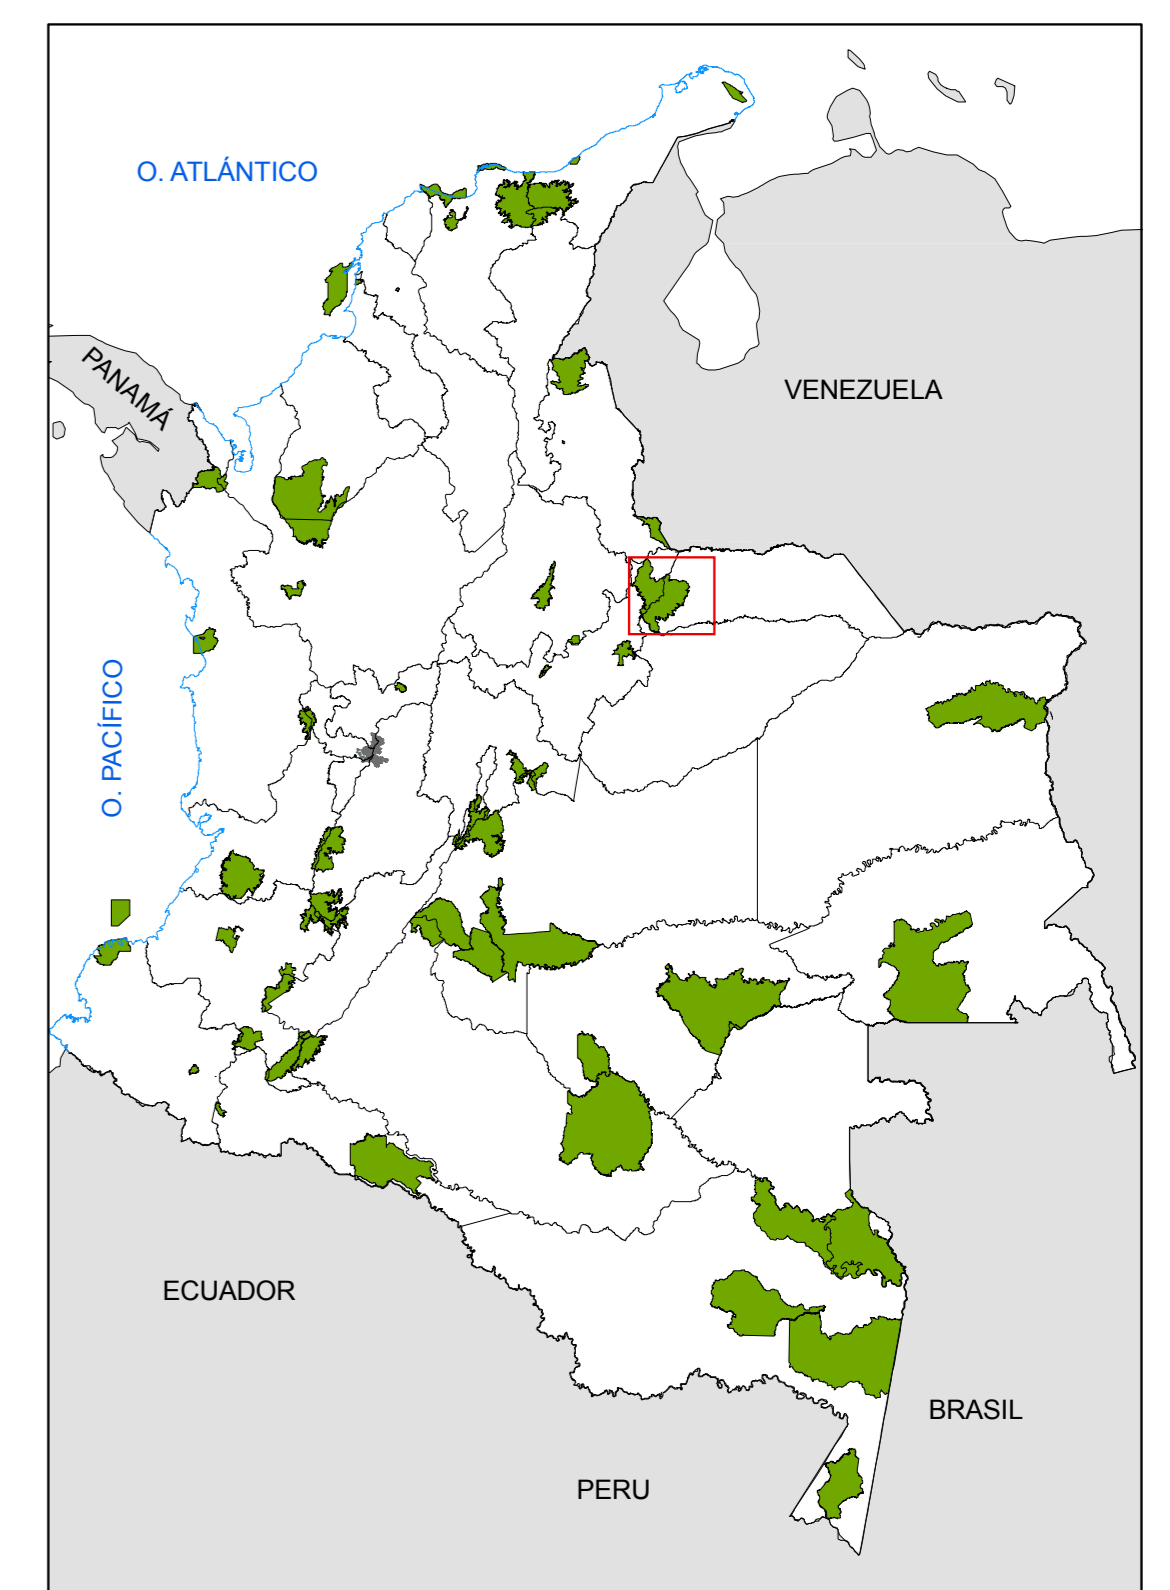 O. ATLÁNTICO
PANAMÁ
VENEZUELA
O. PACÍFICO
ECUADOR
BRASIL
PERU